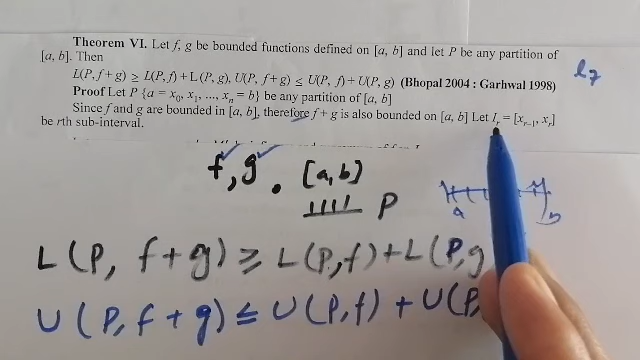 Theorem VI. Let f, g be bounded functions defined on [a, b] and let P be any partition of
[a, b]. Then
L(P, f + g) ≥ L(P, f) + L (P, g), U(P, f + g) ≤ U(P, f) + U(P, g) (Bhopal 2004 : Garhwal 1998)
l7
Proof Let P {a = x₀, x₁, ..., xₙ = b} be any partition of [a, b]
Since f and g are bounded in [a, b], therefore f + g is also bounded on [a, b] Let Iᵣ = [xᵣ₋₁, xᵣ]
be rth sub-interval.
f, g . [a, b]
P
a b
L (P, f + g) ≥ L (P, f) + L (P, g
U (P, f + g) ≤ U (P, f) + U (P,